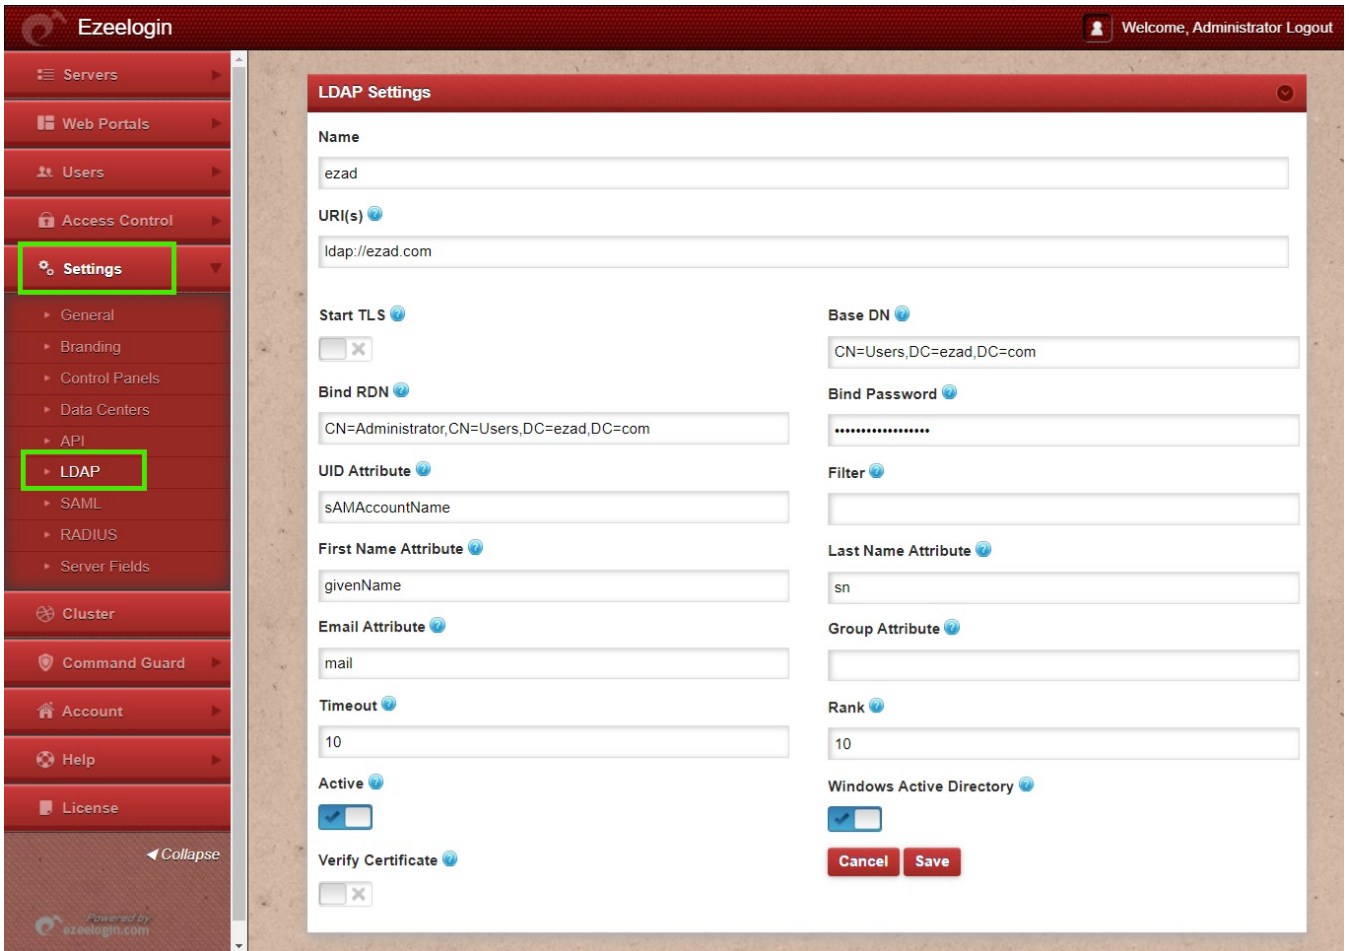 Ezeelogin
Welcome, Administrator Logout
Servers
Web Portals
Users
Access Control
Settings
General
Branding
Control Panels
Data Centers
API
LDAP
SAML
RADIUS
Server Fields
Cluster
Command Guard
Account
Help
License
Collapse
Powered by
ezeelogin.com
LDAP Settings
Name
ezad
URI(s)
ldap://ezad.com
Start TLS
Base DN
CN=Users,DC=ezad,DC=com
Bind RDN
CN=Administrator,CN=Users,DC=ezad,DC=com
Bind Password
••••••••••••••••••
UID Attribute
sAMAccountName
Filter
First Name Attribute
givenName
Last Name Attribute
sn
Email Attribute
mail
Group Attribute
Timeout
10
Rank
10
Active
Windows Active Directory
Verify Certificate
Cancel
Save